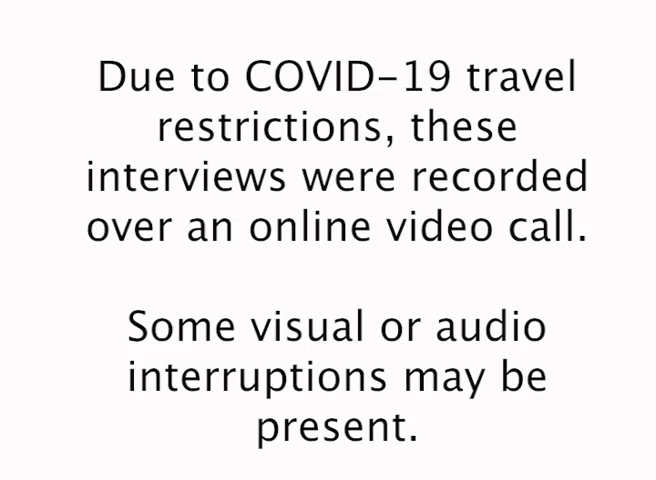 Due to COVID-19 travel
restrictions, these
interviews were recorded
over an online video call.
Some visual or audio
interruptions may be
present.